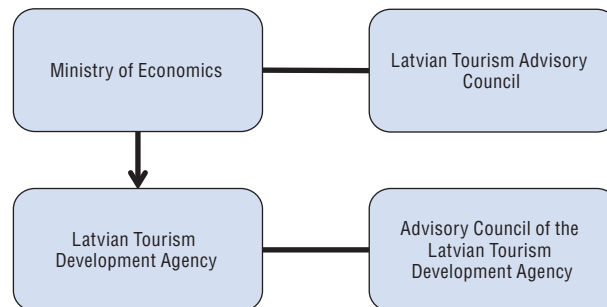 Ministry of Economics
Latvian Tourism Advisory
Council
Latvian Tourism
Development Agency
Advisory Council of the
Latvian Tourism
Development Agency